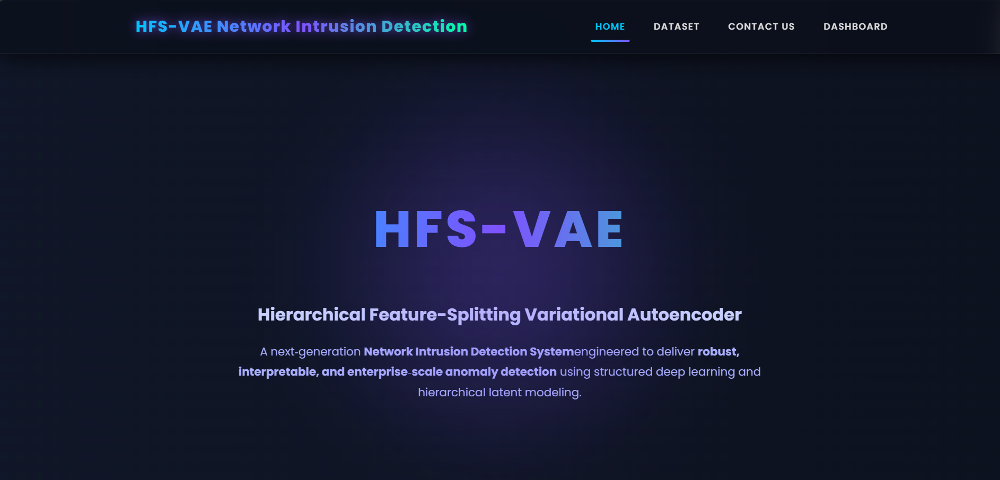 HFS-VAE Network Intrusion Detection
HOME
DATASET
CONTACT US
DASHBOARD
HFS-VAE
Hierarchical Feature-Splitting Variational Autoencoder
A next-generation Network Intrusion Detection Systemengineered to deliver robust,
interpretable, and enterprise-scale anomaly detection using structured deep learning and
hierarchical latent modeling.